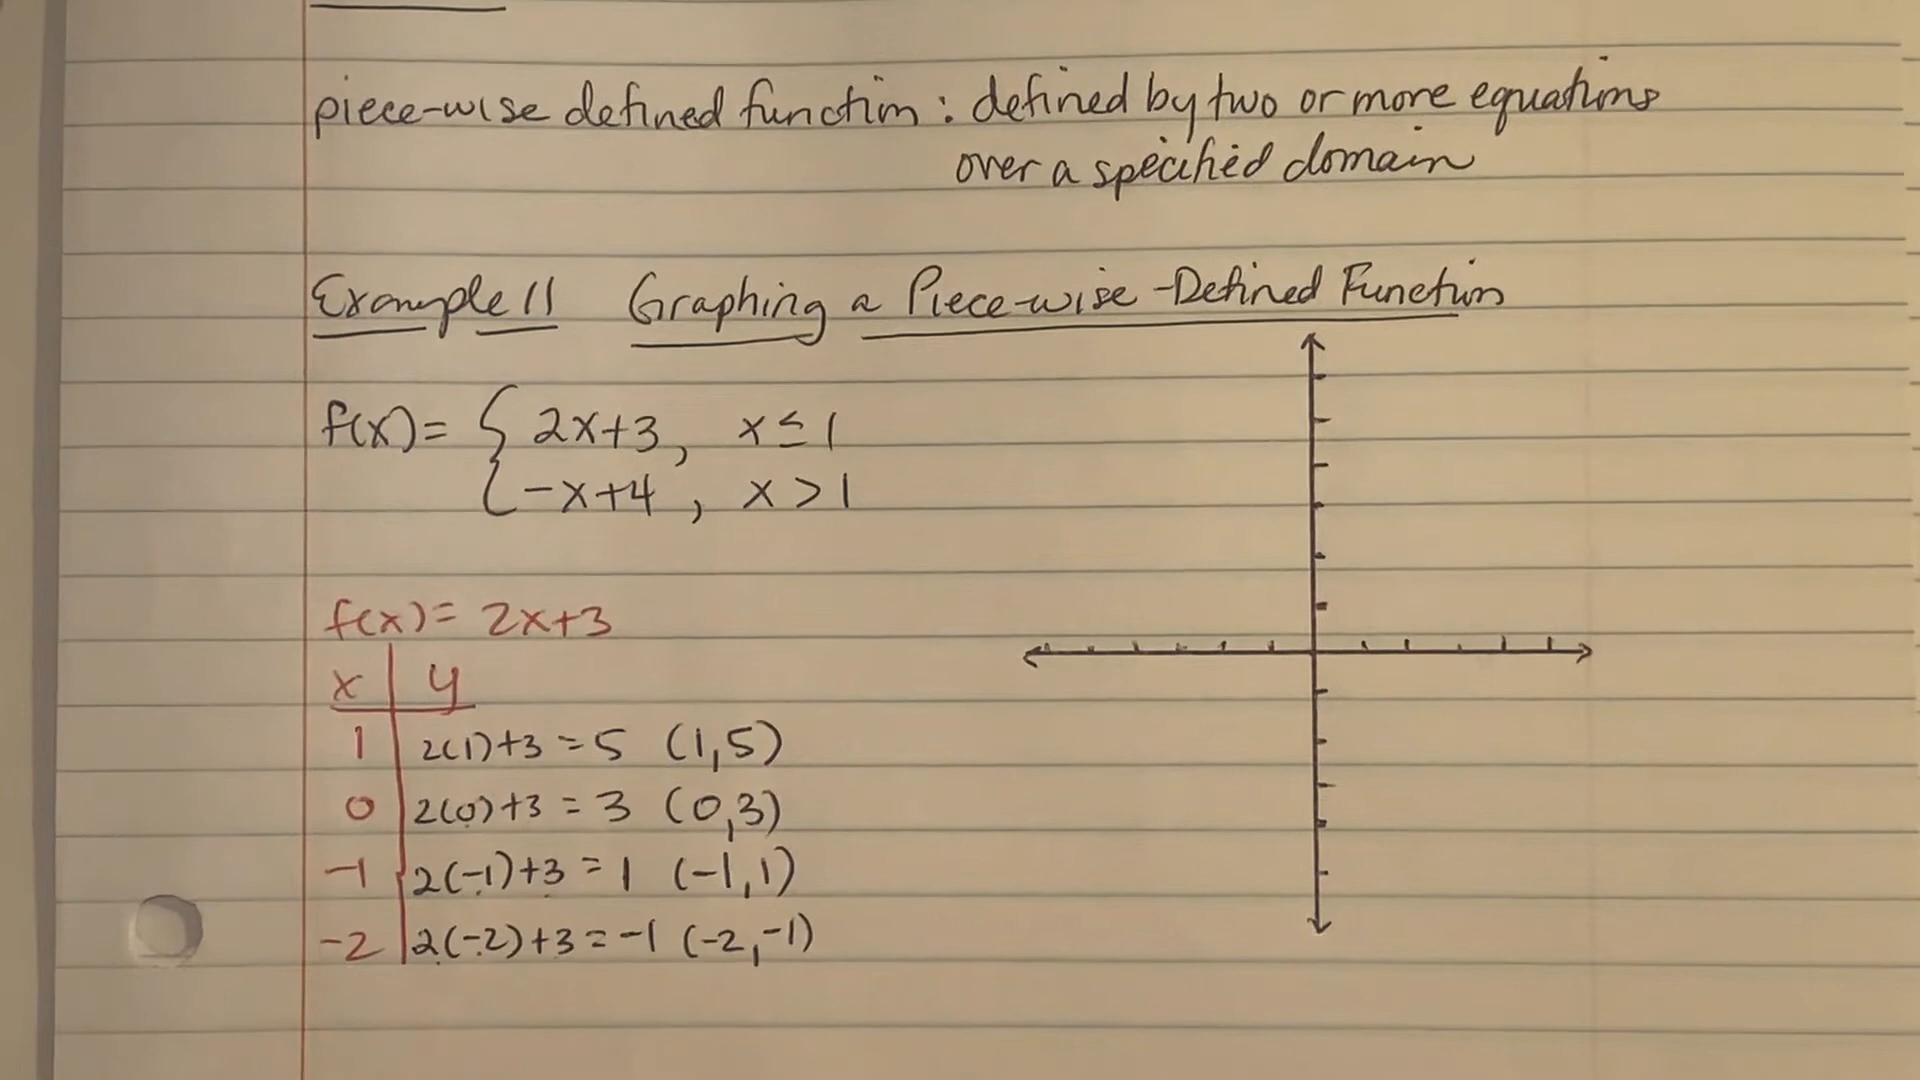 piece-wise defined function : defined by two or more equations
over a specified domain
Example 11 Graphing a Piece-wise-Defined Function
f(x)= { 2x+3, x ≤ 1
-x+4, x > 1
f(x)= 2x+3
x | y
1 | 2(1)+3 = 5 (1,5)
0 | 2(0)+3 = 3 (0,3)
-1 | 2(-1)+3 = 1 (-1,1)
-2 | 2(-2)+3 = -1 (-2,-1)